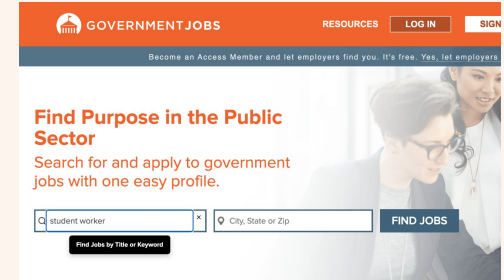 GOVERNMENTJOBS
RESOURCES
LOG IN
SIGN
Become an Access Member and let employers find you. It's free. Yes, let employers
Find Purpose in the Public
Sector
Search for and apply to government
jobs with one easy profile.
student worker
×
City, State or Zip
FIND JOBS
Find Jobs by Title or Keyword